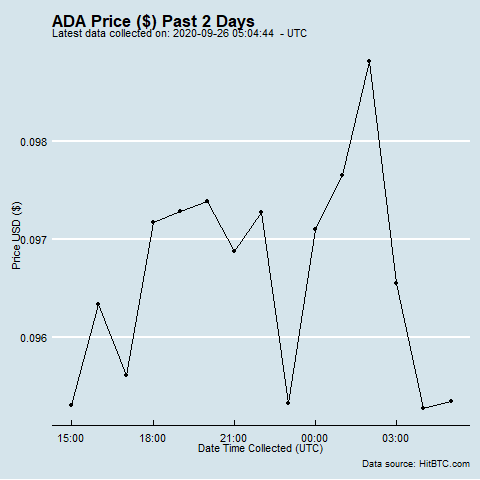 ADA Price ($) Past 2 Days
Latest data collected on: 2020-09-26 05:04:44 - UTC
0.098
0.097
0.096
Price USD ($)
15:00 18:00 21:00 00:00 03:00
Date Time Collected (UTC)
Data source: HitBTC.com